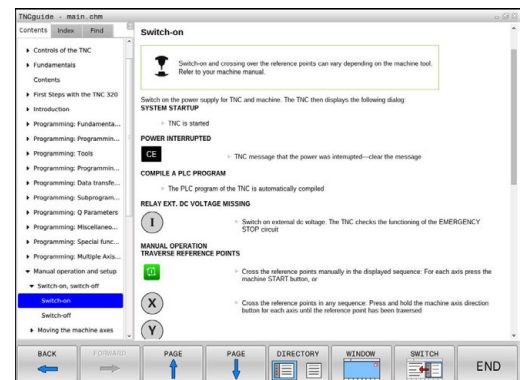 TNCguide - main.chm
Contents Index Find
Controls of the TNC
Fundamentals
Contents
First Steps with the TNC 320
Introduction
Programming: Fundamenta...
Programming: Programmin...
Programming: Tools
Programming: Programmin...
Programming: Data transfe...
Programming: Subprogram...
Programming: Q Parameters
Programming: Miscellaneo...
Programming: Special func...
Programming: Multiple Axis...
Manual operation and setup
Switch-on, switch-off
Switch-on
Switch-off
Moving the machine axes
Switch-on
Switch-on and crossing over the reference points can vary depending on the machine tool.
Refer to your machine manual.
Switch on the power supply for TNC and machine. The TNC then displays the following dialog:
SYSTEM STARTUP
TNC is started
POWER INTERRUPTED
CE
TNC message that the power was interrupted—clear the message
COMPILE A PLC PROGRAM
The PLC program of the TNC is automatically compiled
RELAY EXT. DC VOLTAGE MISSING
I
Switch on external dc voltage. The TNC checks the functioning of the EMERGENCY
STOP circuit
MANUAL OPERATION
TRAVERSE REFERENCE POINTS
Cross the reference points manually in the displayed sequence: For each axis press the
machine START button, or
X
Cross the reference points in any sequence: Press and hold the machine axis direction
button for each axis until the reference point has been traversed
Y
BACK FORWARD PAGE PAGE DIRECTORY WINDOW SWITCH
END